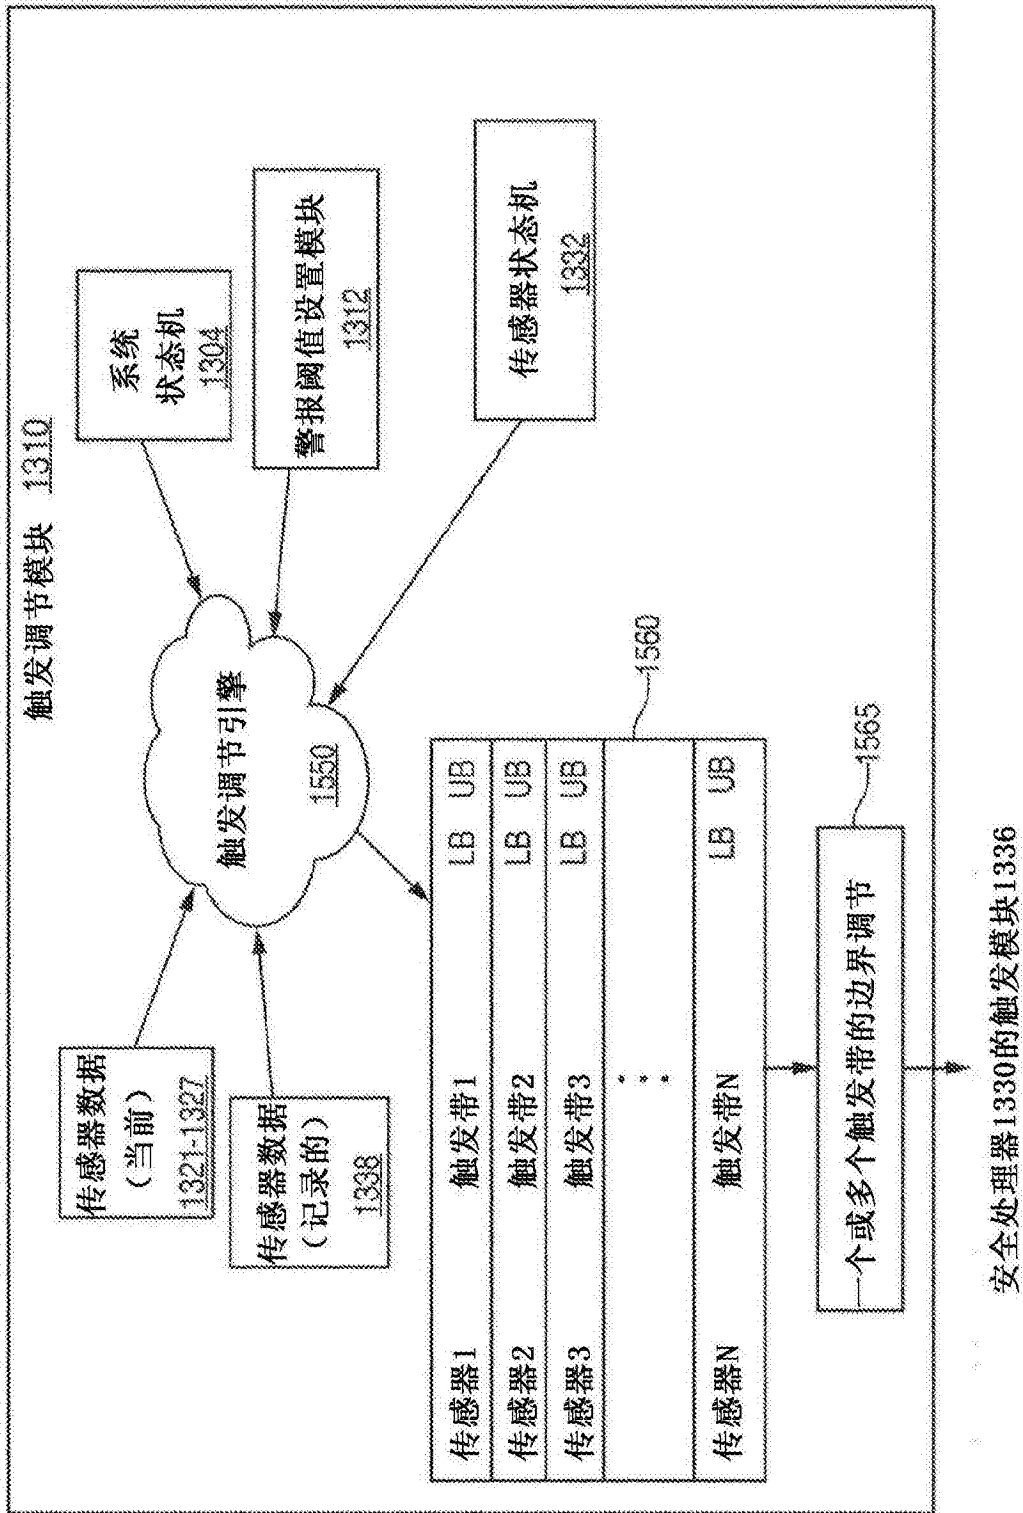 触发调节模块 1310
传感器数据
（当前）
1321-1327
传感器数据
（记录的）
1338
触发调节引擎
1550
系统
状态机
1304
警报阈值设置模块
1312
传感器状态机
1332
传感器1 触发带1 LB UB
传感器2 触发带2 LB UB
传感器3 触发带3 LB UB
⋮
传感器N 触发带N LB UB
1560
一个或多个触发带的边界调节
1565
安全处理器1330的触发模块1336